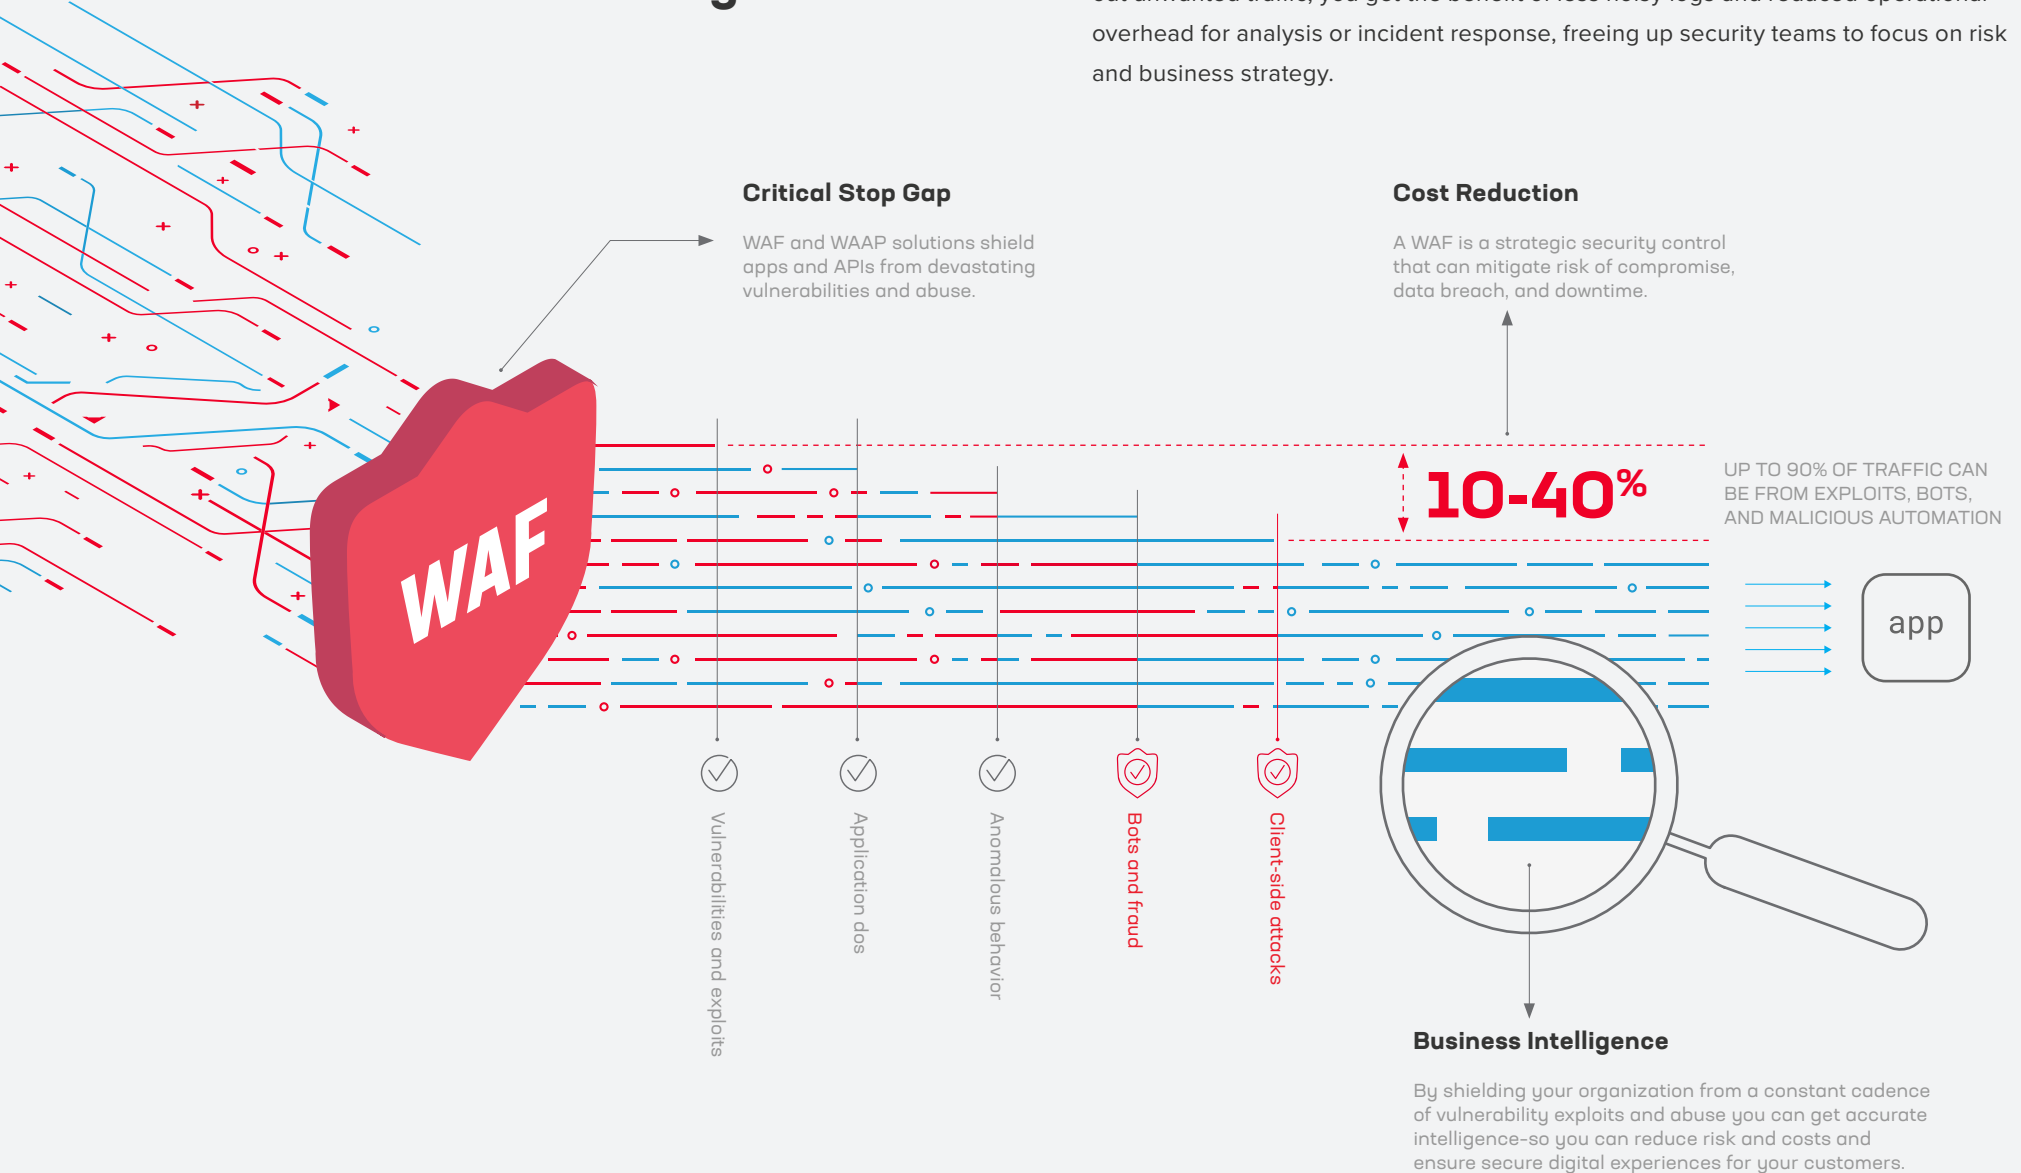 overhead for analysis or incident response, freeing up security teams to focus on risk
and business strategy.
Critical Stop Gap
WAF and WAAP solutions shield
apps and APIs from devastating
vulnerabilities and abuse.
Cost Reduction
A WAF is a strategic security control
that can mitigate risk of compromise,
data breach, and downtime.
10-40%
UP TO 90% OF TRAFFIC CAN
BE FROM EXPLOITS, BOTS,
AND MALICIOUS AUTOMATION
WAF
app
Vulnerabilities and exploits
Application dos
Anomalous behavior
Bots and fraud
Client-side attacks
Business Intelligence
By shielding your organization from a constant cadence
of vulnerability exploits and abuse you can get accurate
intelligence-so you can reduce risk and costs and
ensure secure digital experiences for your customers.